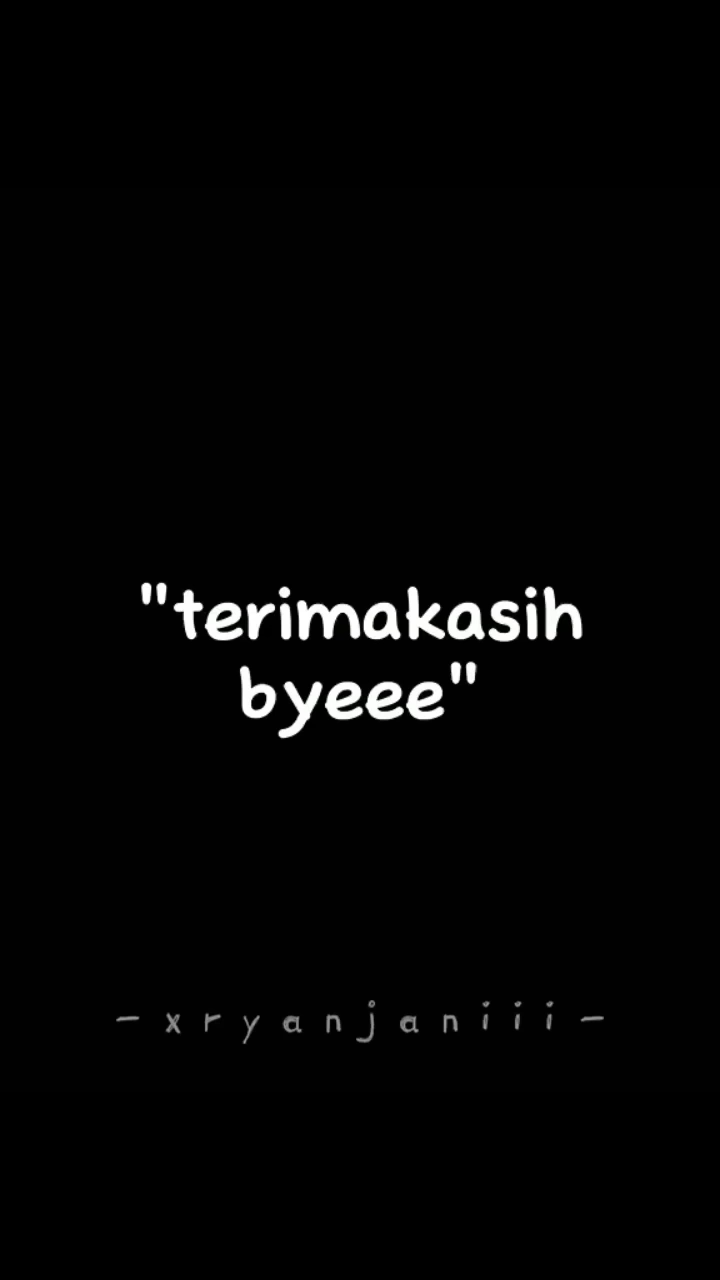 "terimakasih
byeee"
- x r y a n j a n i i i -